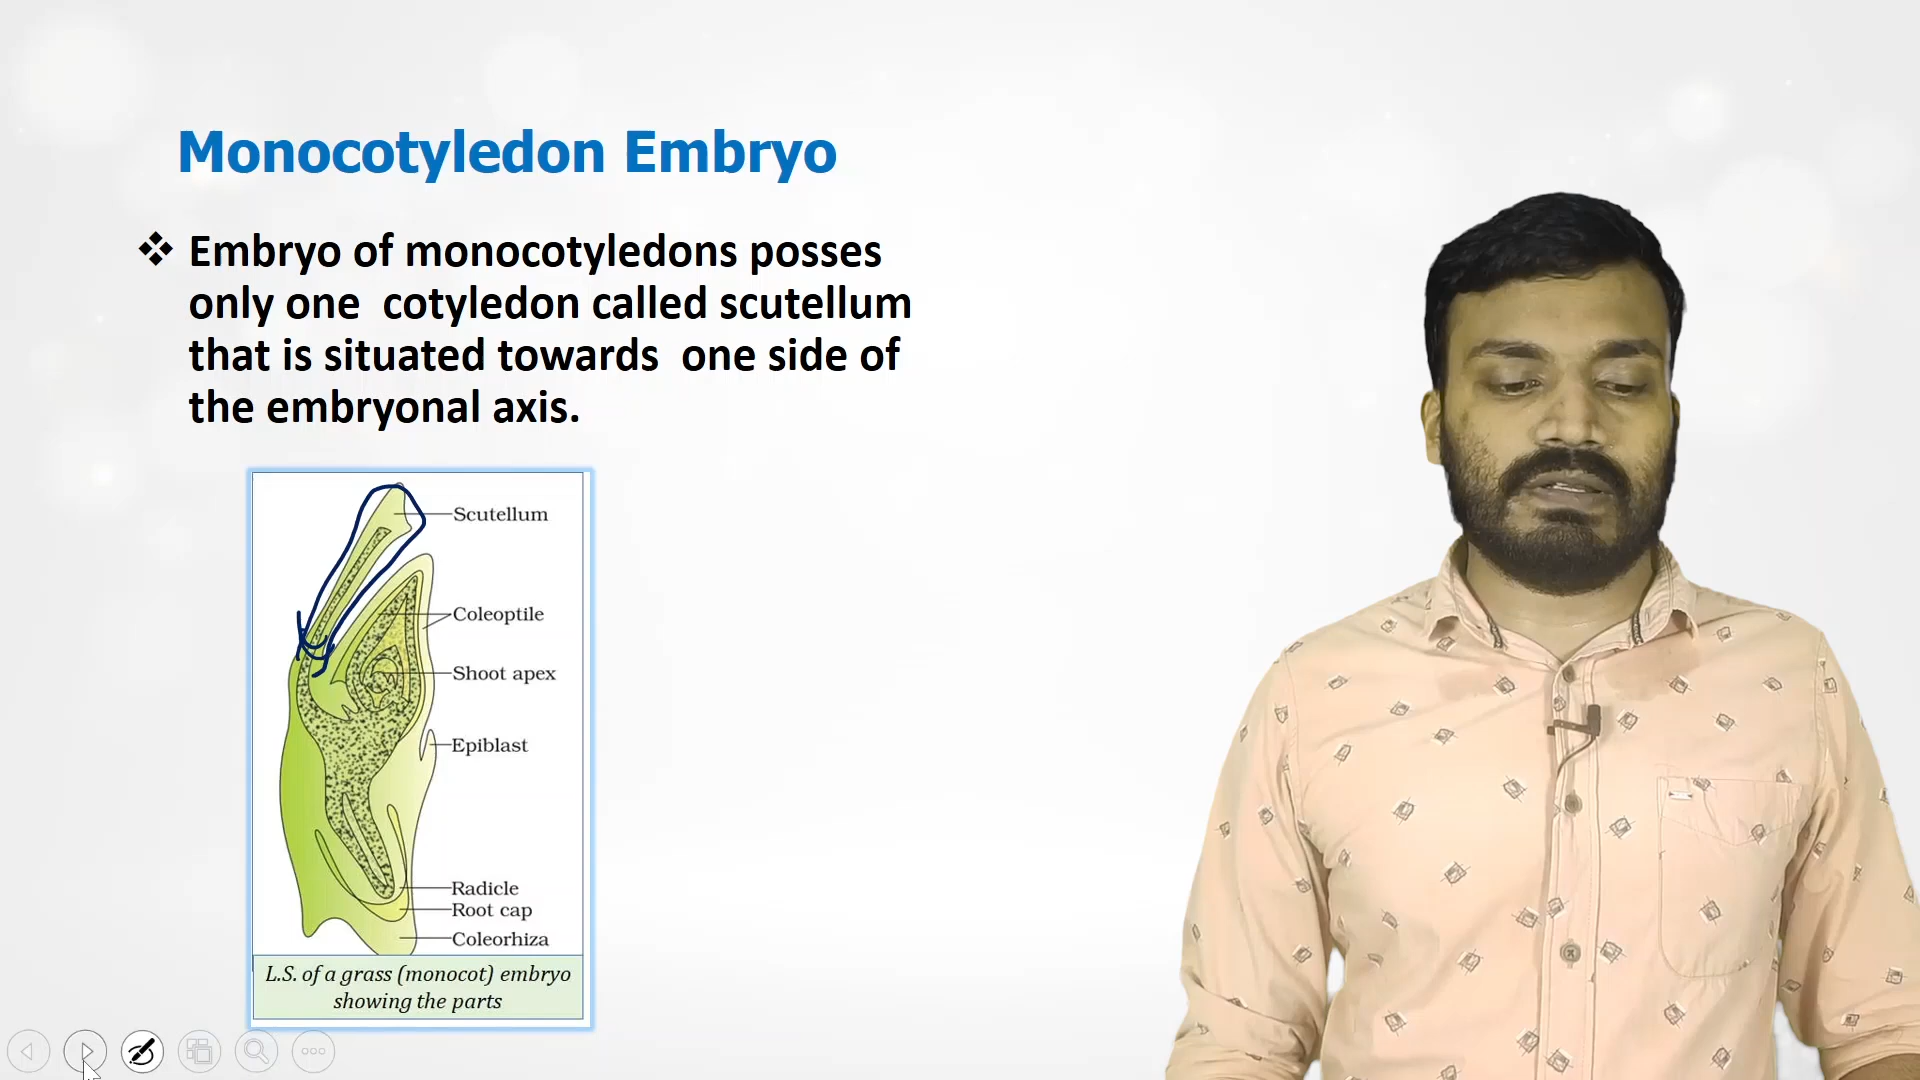 Monocotyledon Embryo
❖ Embryo of monocotyledons posses
only one cotyledon called scutellum
that is situated towards one side of
the embryonal axis.
Scutellum
Coleoptile
Shoot apex
Epiblast
Radicle
Root cap
Coleorhiza
L.S. of a grass (monocot) embryo
showing the parts